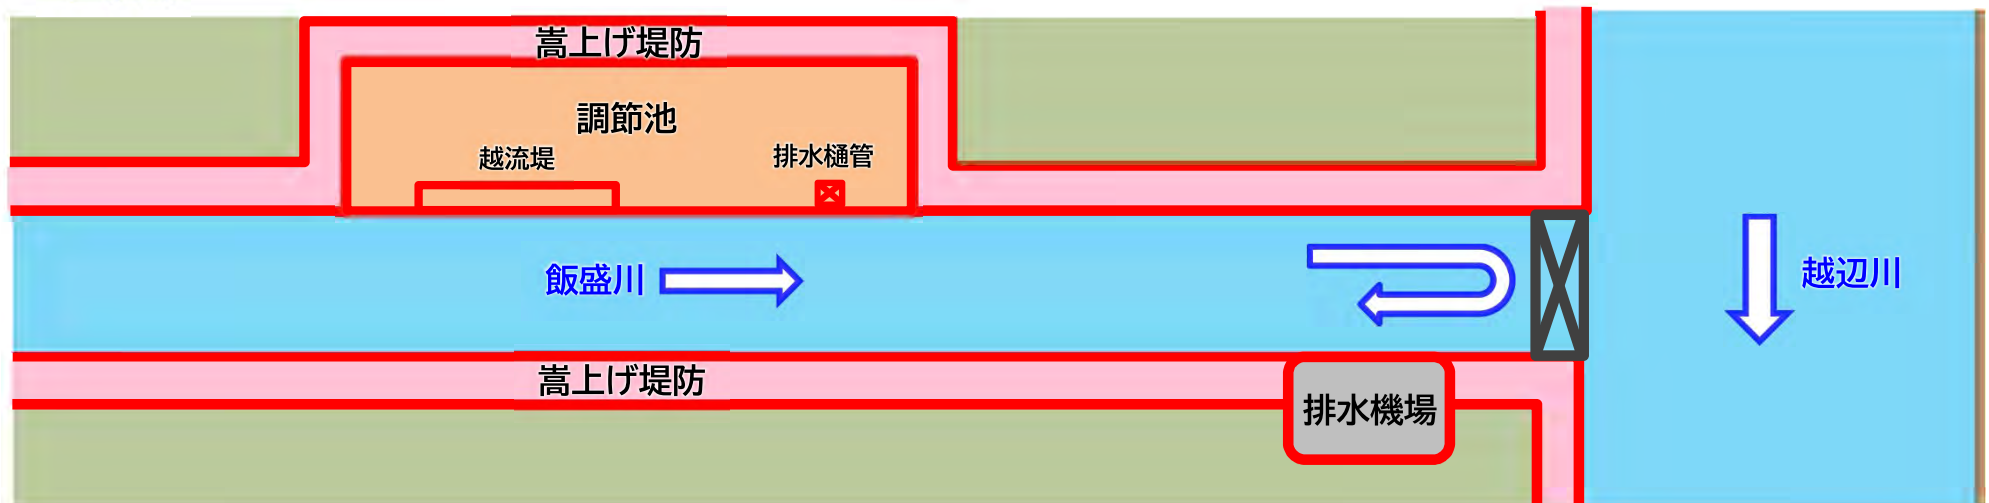 嵩上げ堤防
調節池
越流堤
排水樋管
飯盛川
越辺川
嵩上げ堤防
排水機場